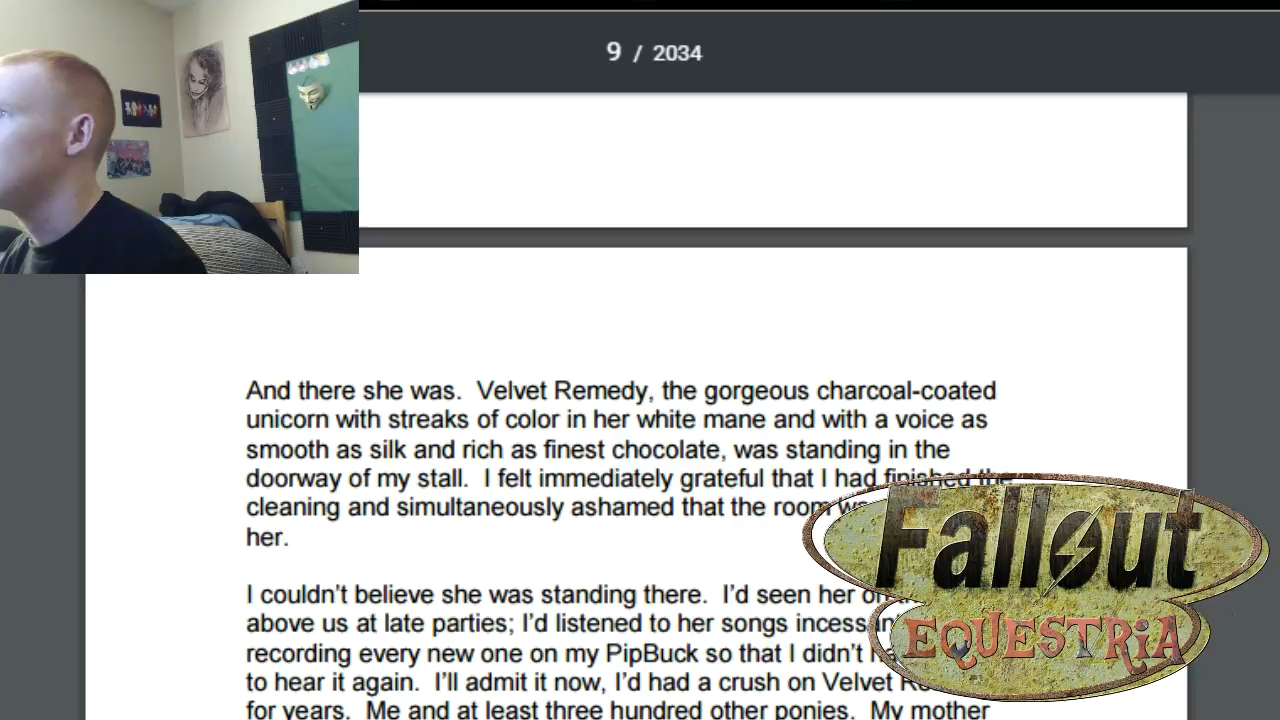 9 / 2034
And there she was. Velvet Remedy, the gorgeous charcoal-coated
unicorn with streaks of color in her white mane and with a voice as
smooth as silk and rich as finest chocolate, was standing in the
doorway of my stall. I felt immediately grateful that I had finished the
cleaning and simultaneously ashamed that the room
her.
I couldn't believe she was standing there. I'd seen her
above us at late parties; I'd listened to her songs
recording every new one on my PipBuck so that I didn't
to hear it again. I'll admit it now, I'd had a crush on Velvet
for years. Me and at least three hundred other ponies. My mother
Fallout
EQUESTRIA